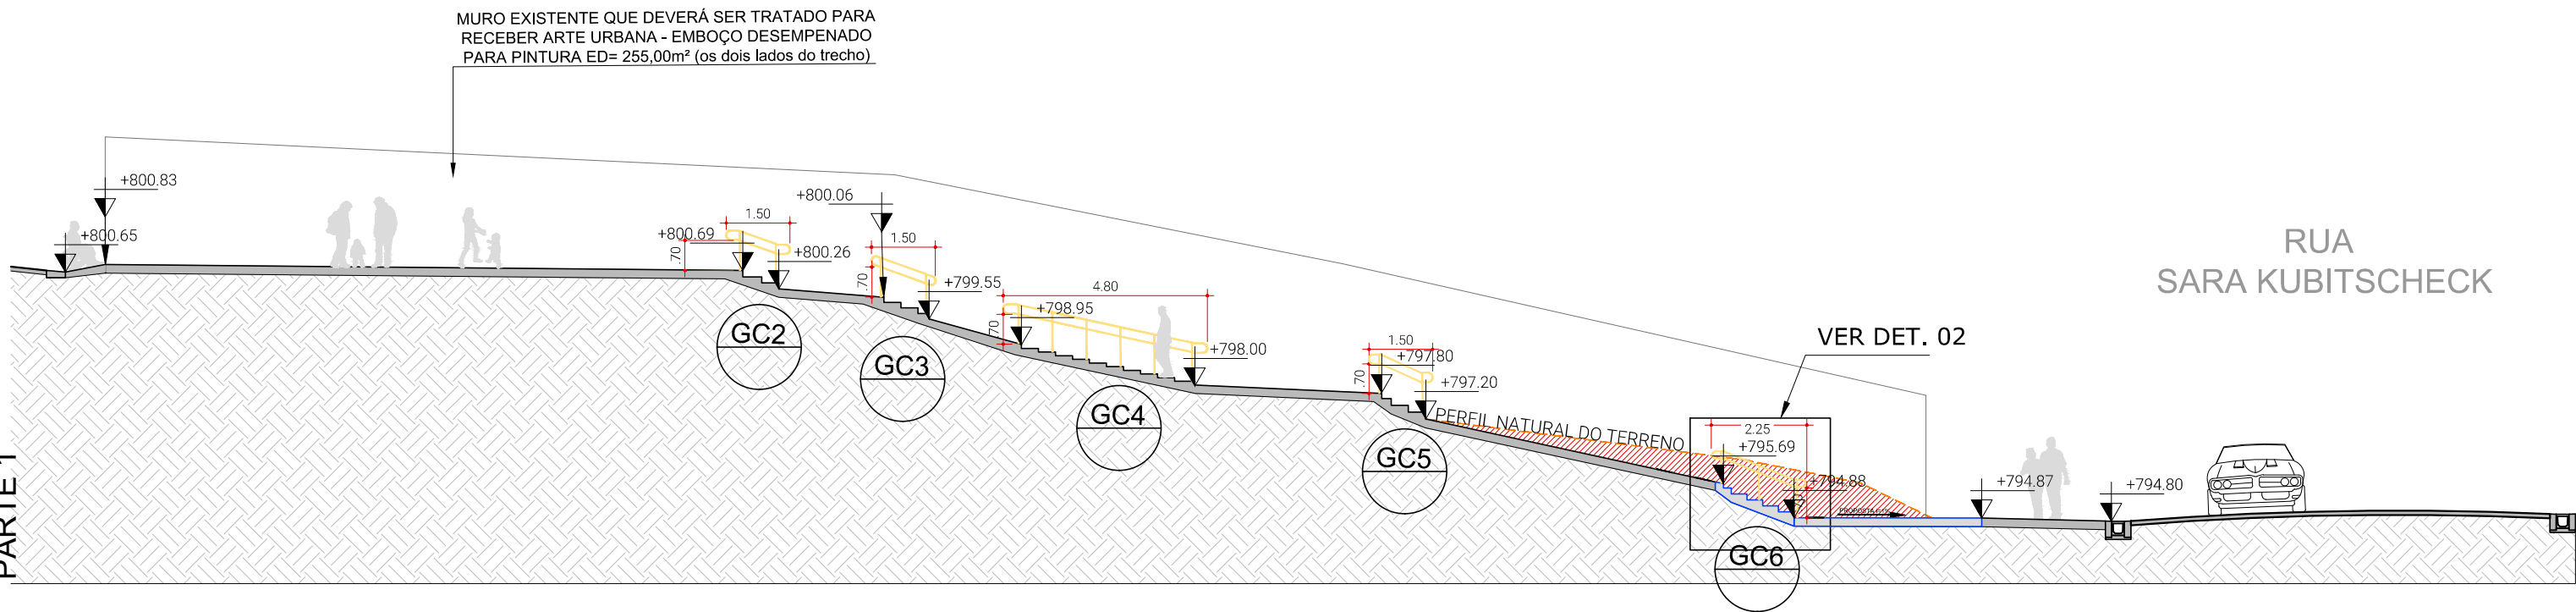 MURO EXISTENTE QUE DEVERÁ SER TRATADO PARA
RECEBER ARTE URBANA - EMBOÇO DESEMPENADO
PARA PINTURA ED= 255,00m² (os dois lados do trecho)
+800.83
+800.65
+800.69
1.50
.70
+800.26
+800.06
1.50
.70
+799.55
4.80
.70
+798.95
+798.00
1.50
.70
+797.80
+797.20
PERFIL NATURAL DO TERRENO
VER DET. 02
2.25
+795.69
+794.88
+794.87
+794.80
RUA
SARA KUBITSCHECK
GC2
GC3
GC4
GC5
GC6
PARTE 1